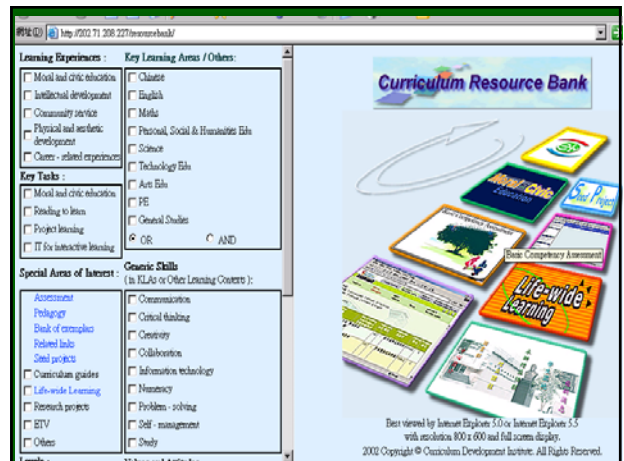 網址(D) http://202.71.208.227/resourcebank/
Learning Experiences :
Moral and civic education
Intellectual development
Community service
Physical and aesthetic
development
Career - related experiences
Key Tasks :
Moral and civic education
Reading to learn
Project learning
IT for interactive learning
Special Areas of Interest :
Assessment
Pedagogy
Bank of exemplars
Related links
Seed projects
Curriculum guides
Life-wide Learning
Research projects
ETV
Others
Key Learning Areas / Others:
Chinese
English
Maths
Personal, Social & Humanities Edu
Science
Technology Edu
Arts Edu
PE
General Studies
OR AND
Generic Skills
(in KLAs or Other Learning Contexts ):
Communication
Critical thinking
Creativity
Collaboration
Information technology
Numeracy
Problem - solving
Self - management
Study
Curriculum Resource Bank
Moral Civic
Education
Seed Project
Basic Competency Assessment
Basic Competency Assessment
Life-wide
Learning
Best viewed by Internet Explorer 5.0 or Internet Explorer 5.5
with resolution 800 x 600 and full screen display.
2002 Copyright © Curriculum Development Institute. All Rights Reserved.